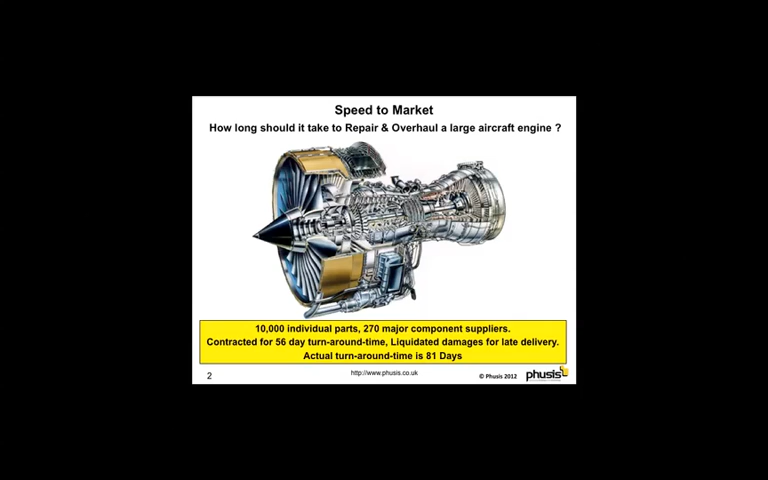 Speed to Market
How long should it take to Repair & Overhaul a large aircraft engine ?
10,000 individual parts, 270 major component suppliers.
Contracted for 56 day turn-around-time, Liquidated damages for late delivery.
Actual turn-around-time is 81 Days
2
http://www.phusis.co.uk
© Phusis 2012
phusis